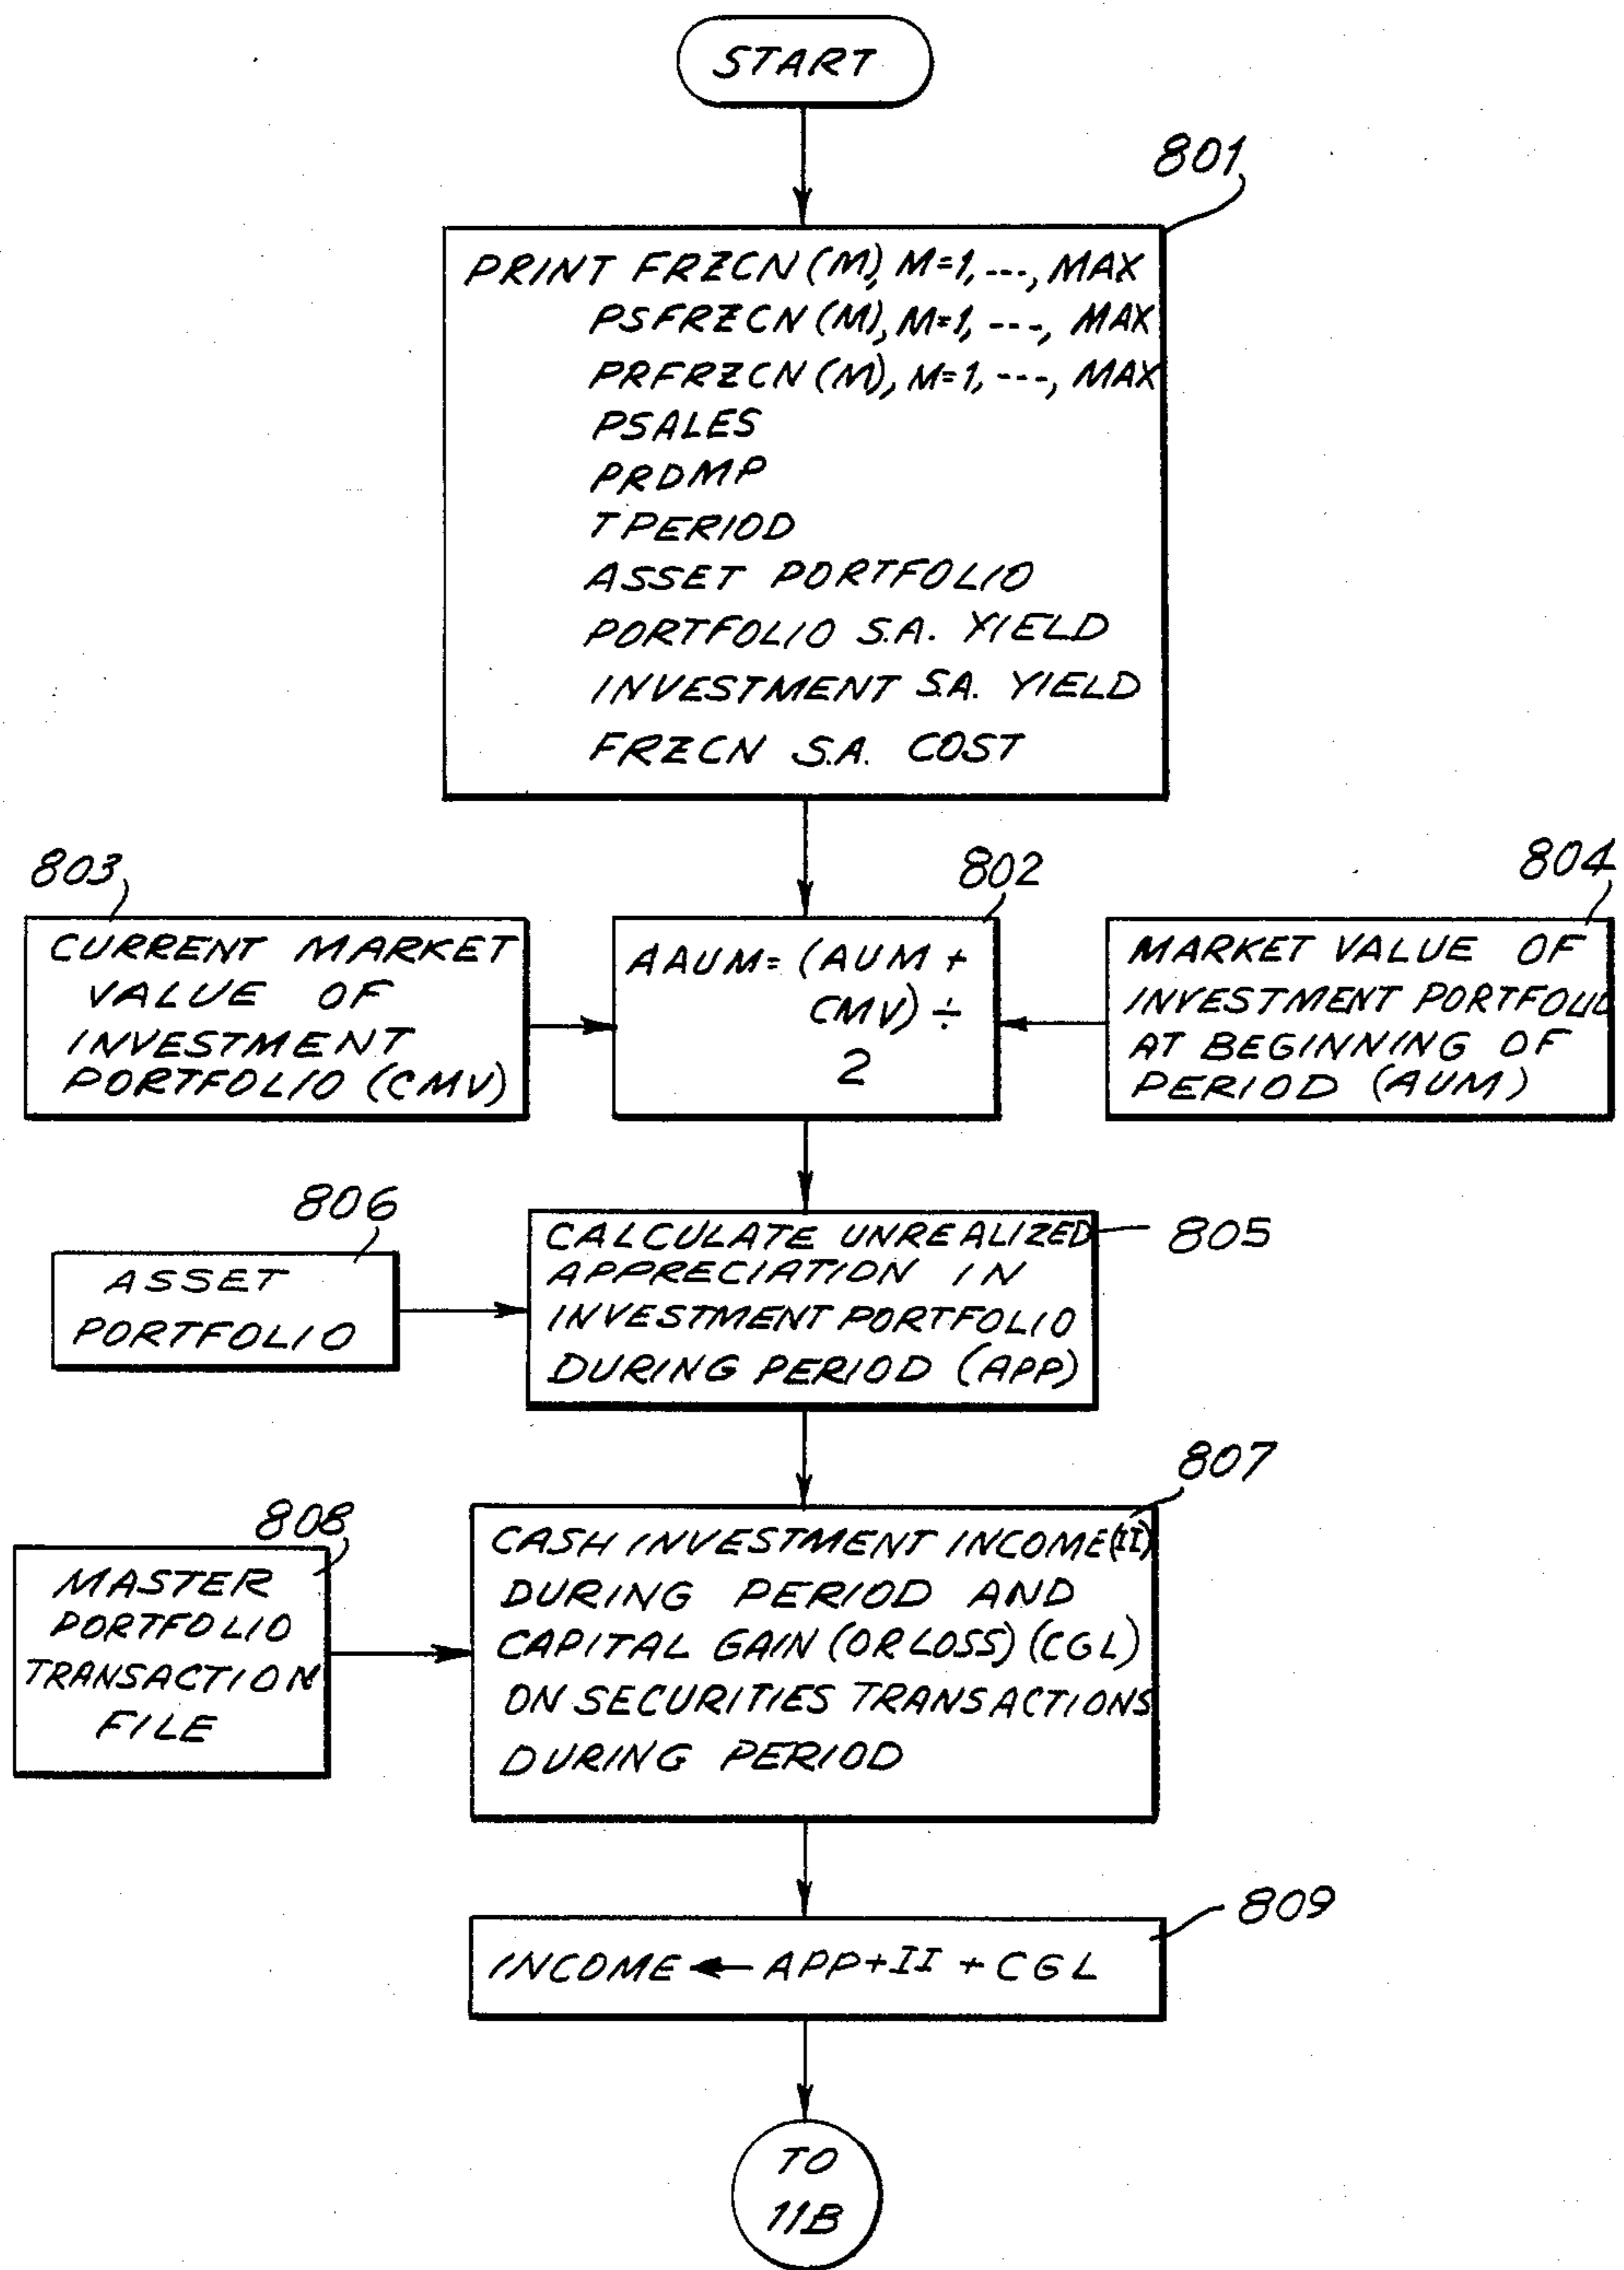 START
801
PRINT FRZCN (M), M=1, ---, MAX
PSFRZCN (M), M=1, ---, MAX
PRFRZCN (M), M=1, ---, MAX
PSALES
PRDMP
TPERIOD
ASSET PORTFOLIO
PORTFOLIO S.A. YIELD
INVESTMENT S.A. YIELD
FRZCN S.A. COST
803
CURRENT MARKET
VALUE OF
INVESTMENT
PORTFOLIO (CMV)
802
AAUM= (AUM +
CMV) ÷
2
804
MARKET VALUE OF
INVESTMENT PORTFOLIO
AT BEGINNING OF
PERIOD (AUM)
806
ASSET
PORTFOLIO
805
CALCULATE UNREALIZED
APPRECIATION IN
INVESTMENT PORTFOLIO
DURING PERIOD (APP)
808
MASTER
PORTFOLIO
TRANSACTION
FILE
807
CASH INVESTMENT INCOME (II)
DURING PERIOD AND
CAPITAL GAIN (OR LOSS) (CGL)
ON SECURITIES TRANSACTIONS
DURING PERIOD
809
INCOME ← APP+II + CGL
TO
11B